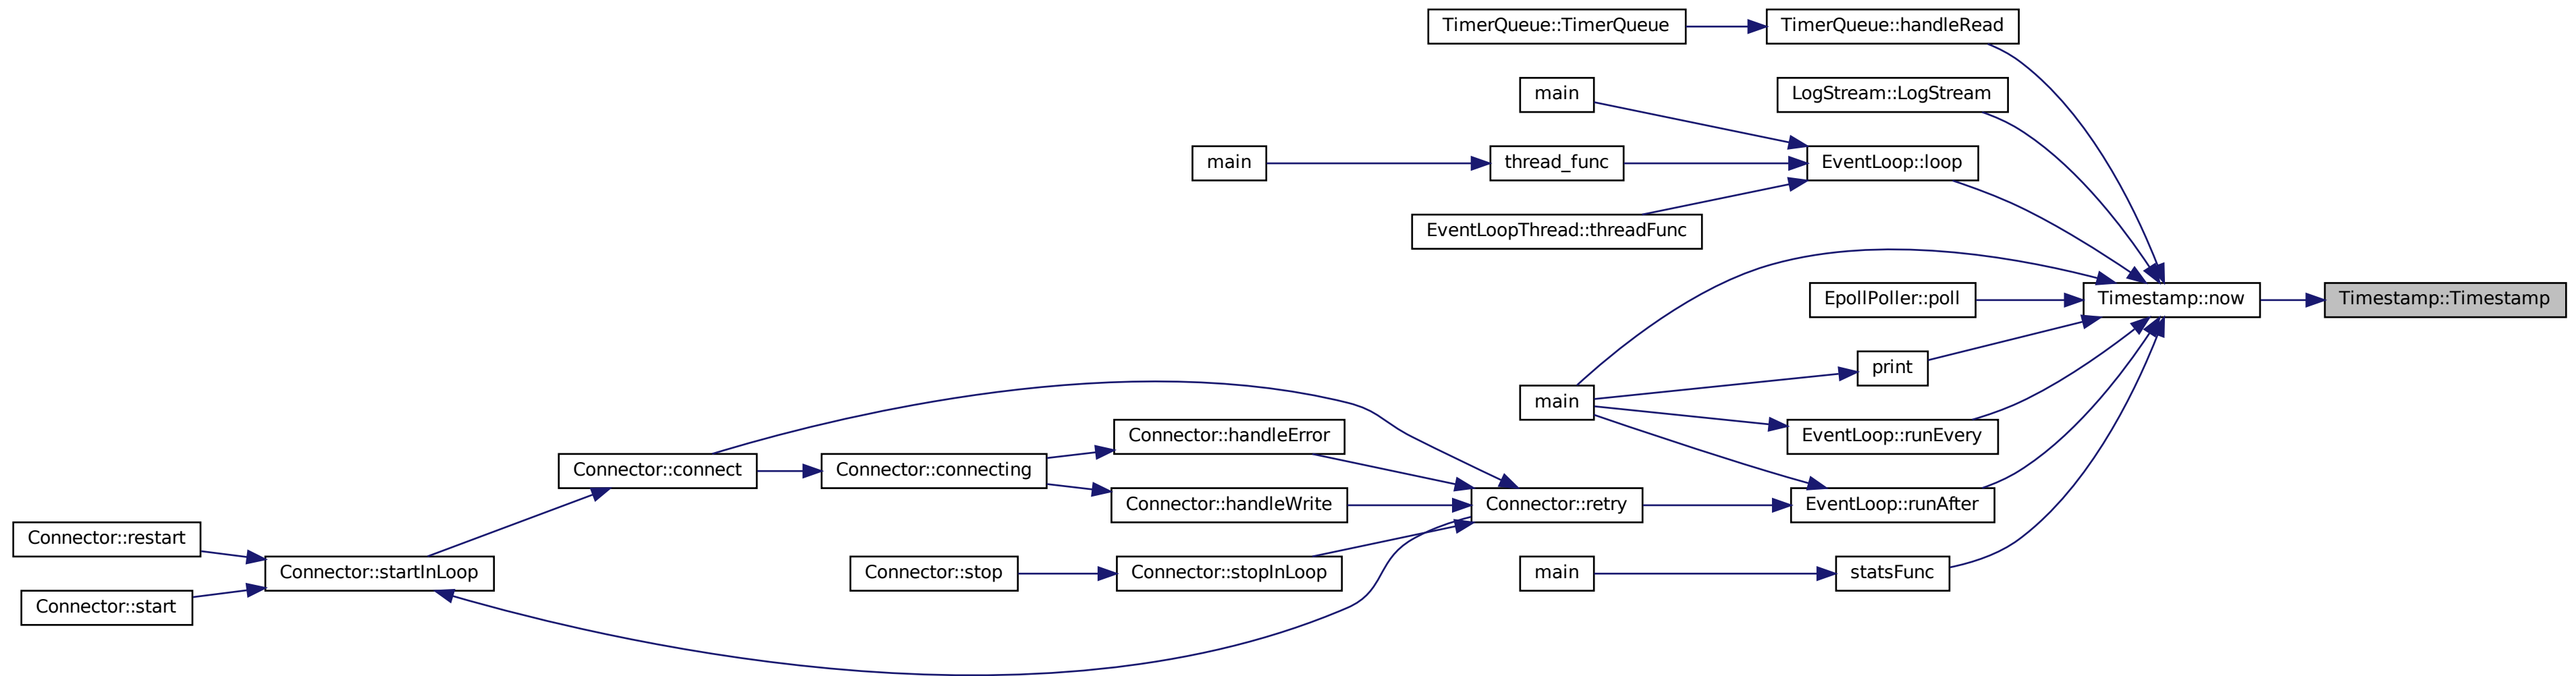 TimerQueue::TimerQueue
TimerQueue::handleRead
main
LogStream::LogStream
main
thread_func
EventLoop::loop
EventLoopThread::threadFunc
EpollPoller::poll
Timestamp::now
Timestamp::Timestamp
print
main
Connector::handleError
EventLoop::runEvery
Connector::connect
Connector::connecting
Connector::handleWrite
Connector::retry
EventLoop::runAfter
Connector::restart
Connector::startInLoop
Connector::stop
Connector::stopInLoop
main
statsFunc
Connector::start